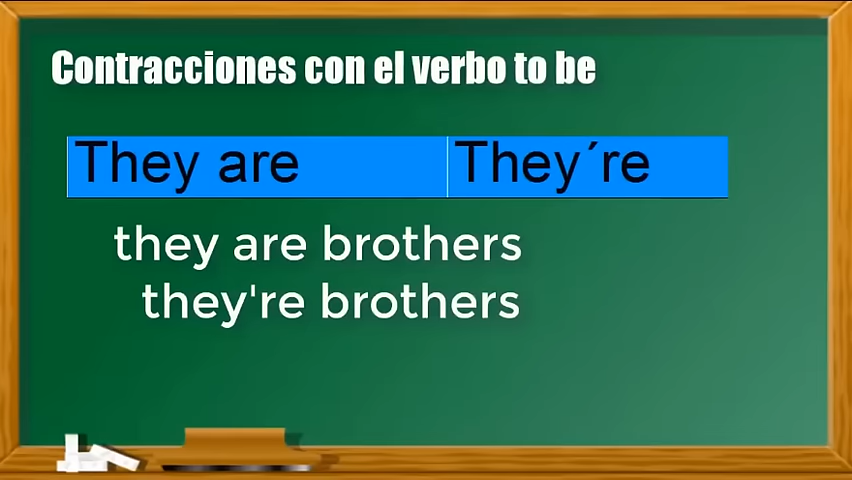 Contracciones con el verbo to be
They are They´re
they are brothers
they're brothers